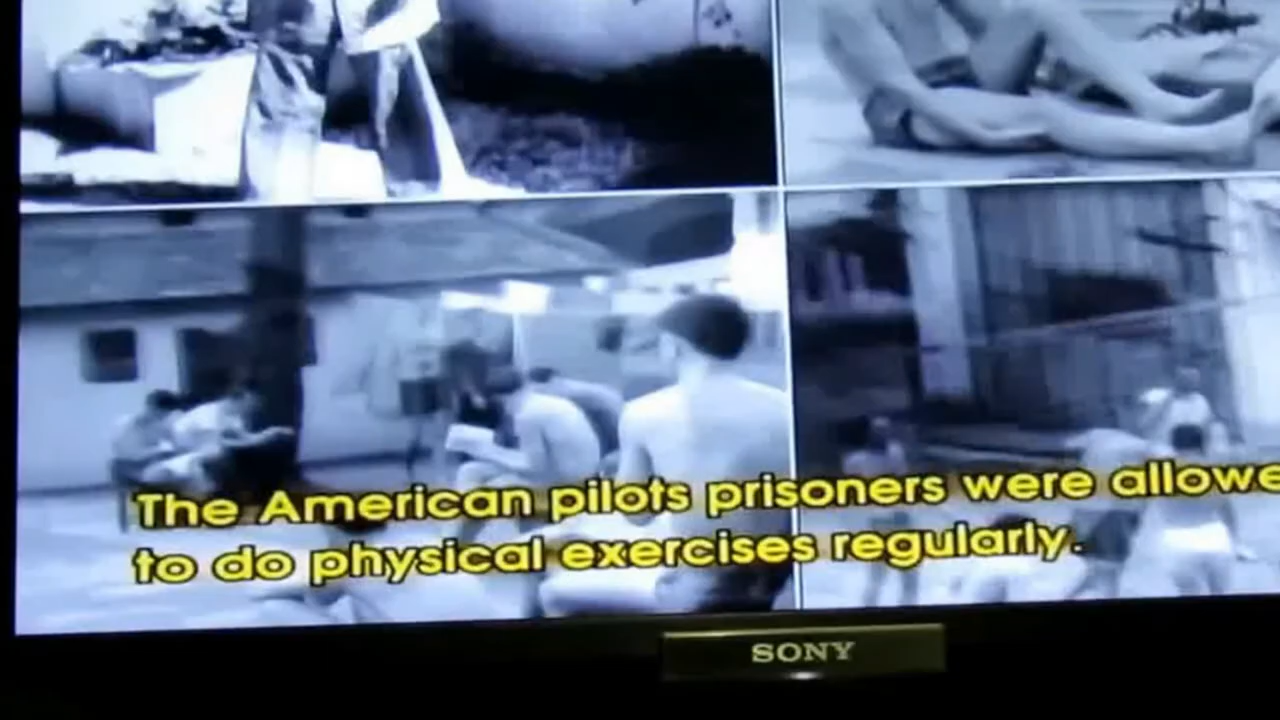 The American pilots prisoners were allowe
to do physical exercises regularly.
SONY